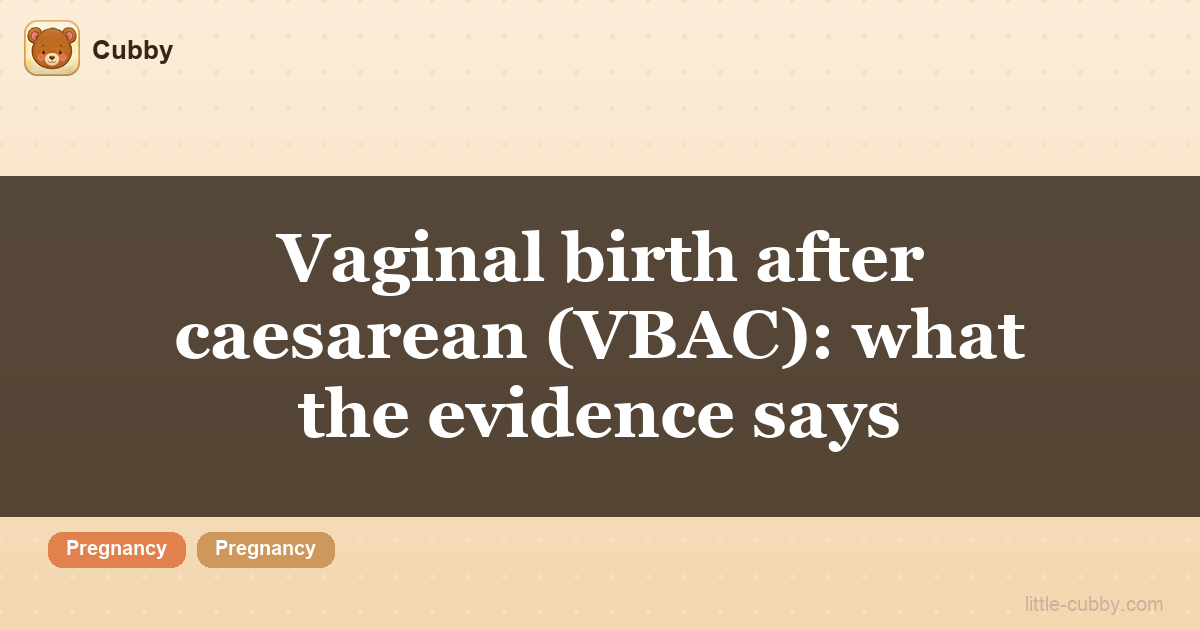 Cubby
Vaginal birth after
caesarean (VBAC): what
the evidence says
Pregnancy Pregnancy
little-cubby.com